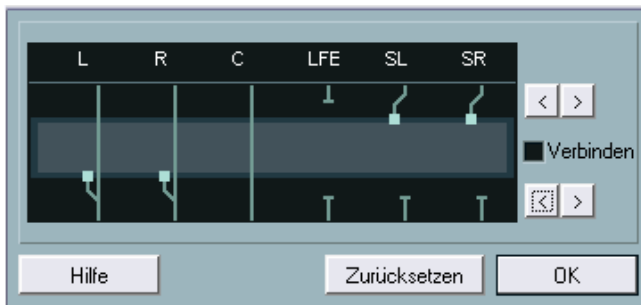 L R C LFE SL SR
< >
Verbinden
< >
Hilfe Zurücksetzen OK